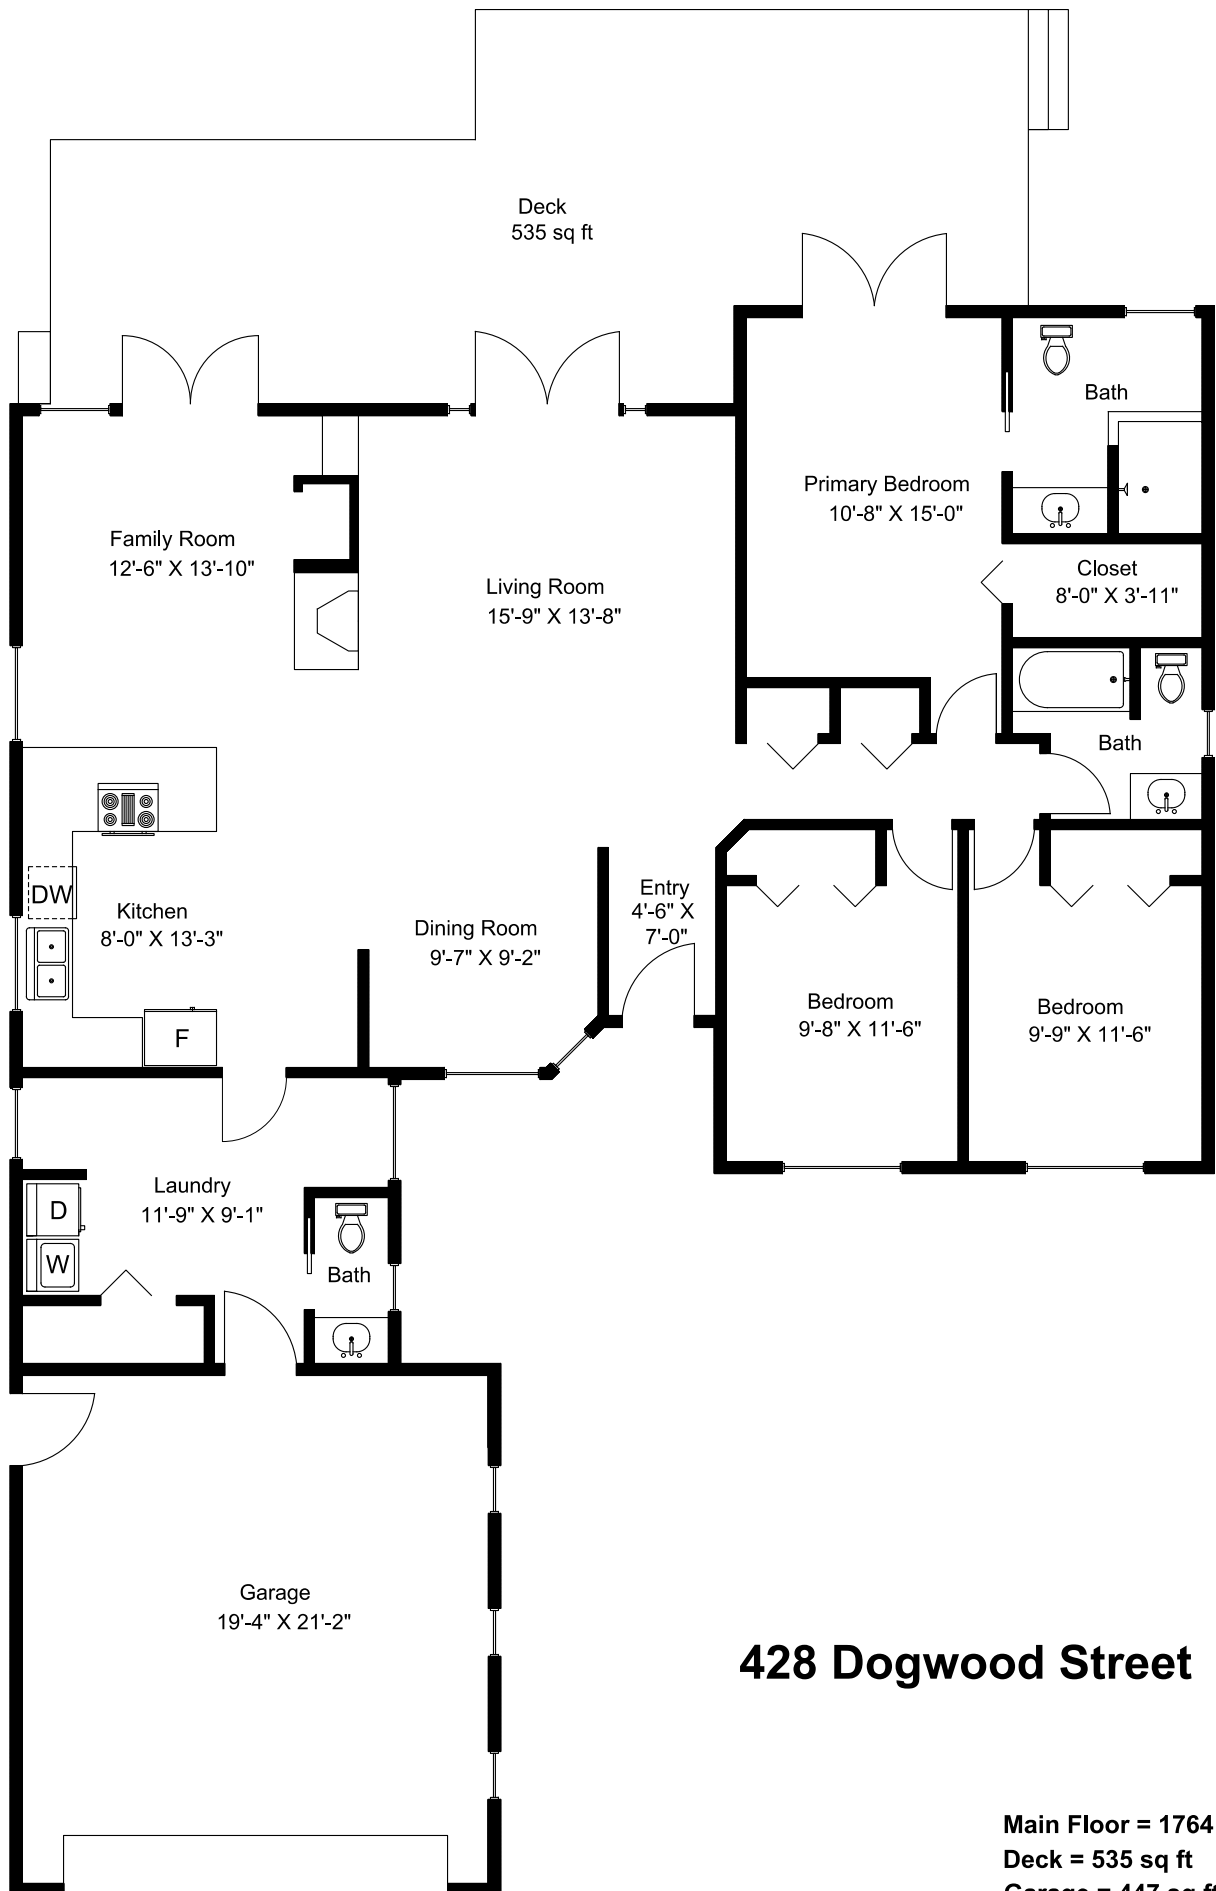 Deck
535 sq ft
Bath
Primary Bedroom
10'-8" X 15'-0"
Family Room
12'-6" X 13'-10"
Living Room
15'-9" X 13'-8"
Closet
8'-0" X 3'-11"
Bath
DW
Kitchen
8'-0" X 13'-3"
F
Dining Room
9'-7" X 9'-2"
Entry
4'-6" X
7'-0"
Bedroom
9'-8" X 11'-6"
Bedroom
9'-9" X 11'-6"
Laundry
11'-9" X 9'-1"
D
W
Bath
Garage
19'-4" X 21'-2"
428 Dogwood Street
Main Floor = 1764
Deck = 535 sq ft
Garage = 447 sq ft